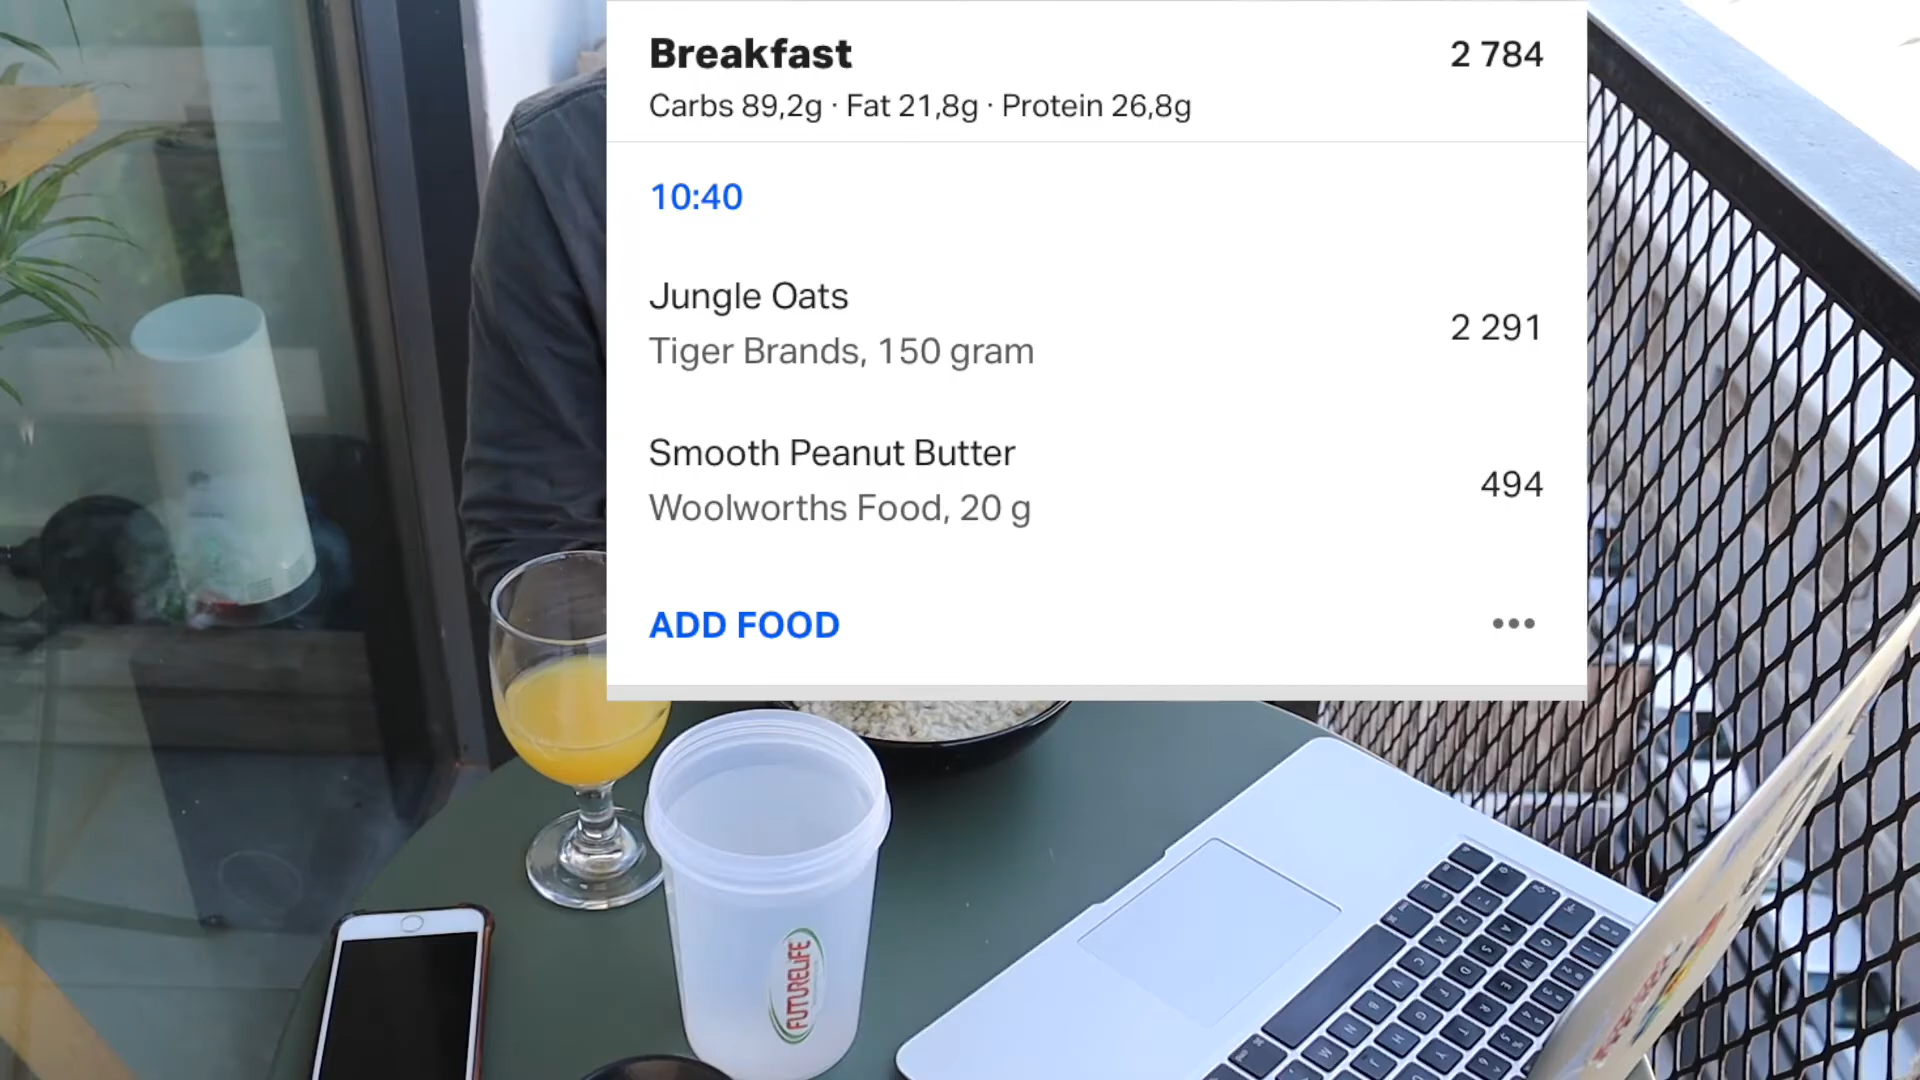 Breakfast
2 784
Carbs 89,2g · Fat 21,8g · Protein 26,8g
10:40
Jungle Oats
2 291
Tiger Brands, 150 gram
Smooth Peanut Butter
494
Woolworths Food, 20 g
ADD FOOD
FUTURELiFE